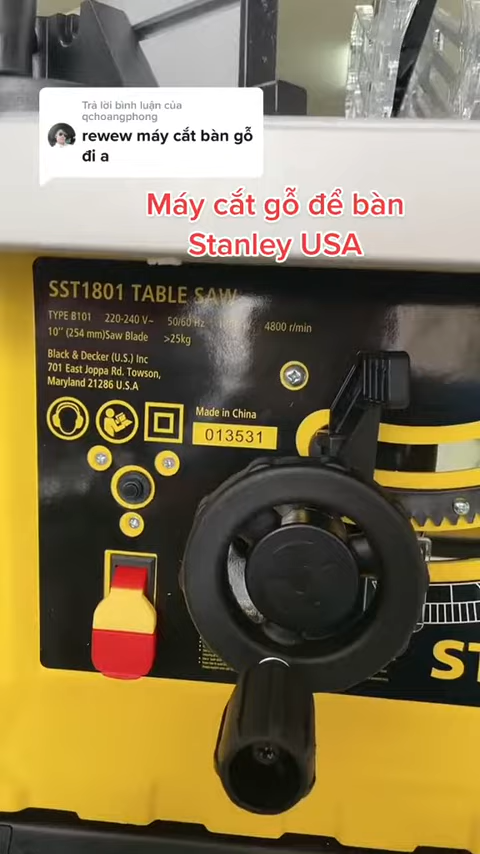 Trả lời bình luận của
qchoangphong
rewew máy cắt bàn gỗ
đi a
Máy cắt gỗ để bàn
Stanley USA
SST1801 TABLE SAW
TYPE B101 220-240 V~ 50/60 Hz 4800 r/min
10" (254 mm)Saw Blade >25kg
Black & Decker (U.S.) Inc
701 East Joppa Rd. Towson,
Maryland 21286 U.S.A
Made in China
013531
ST